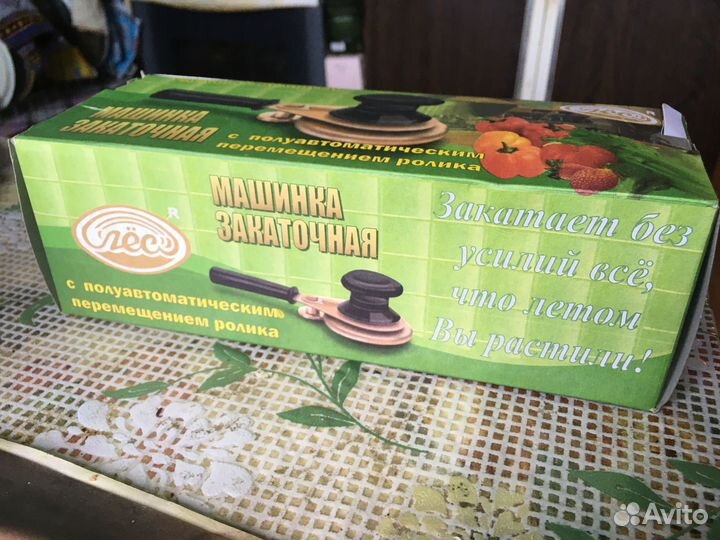 МАШИНКА
ЗАКАТОЧНАЯ
с полуавтоматическим
перемещением ролика
R
МАШИНКА
ЗАКАТОЧНАЯ
с полуавтоматическим
перемещением ролика
Закатает без
усилий всё,
что летом
Вы растили!
Avito